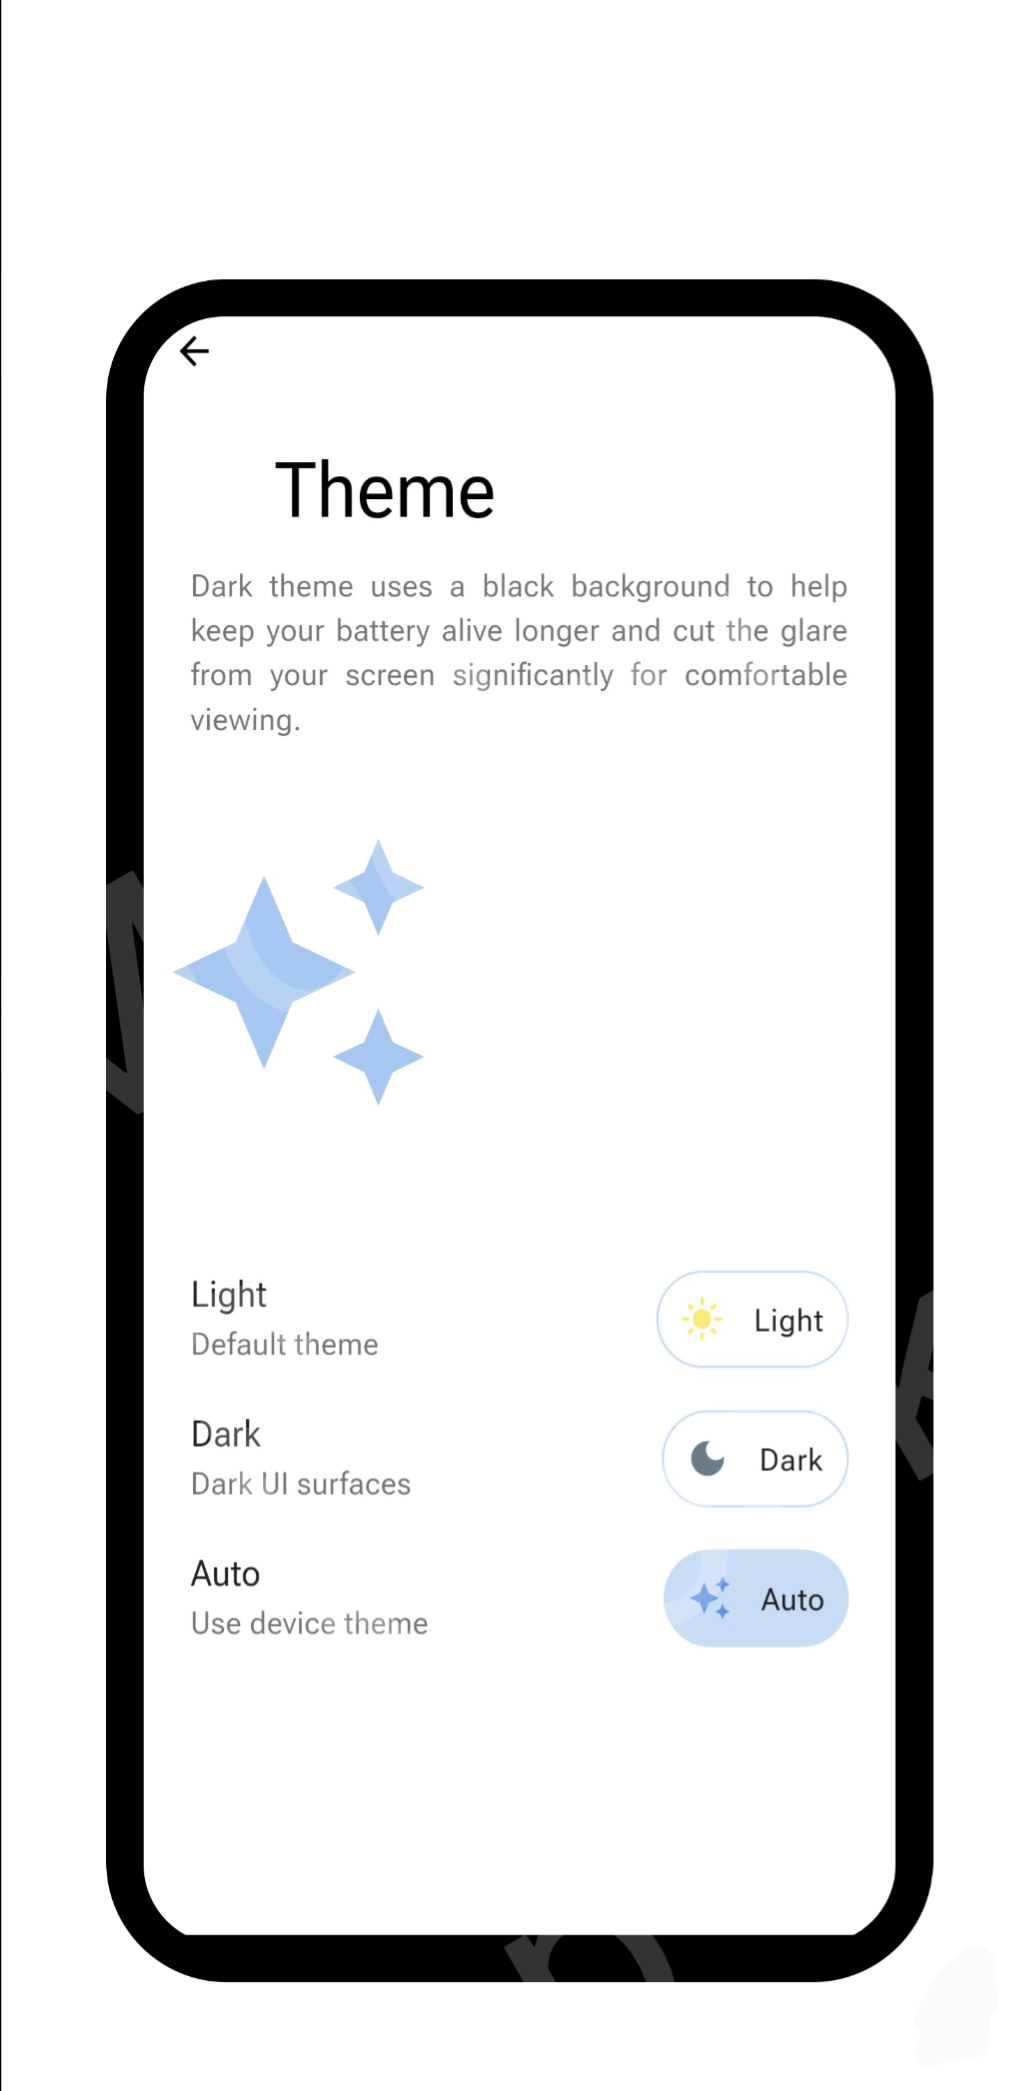 Theme
Dark theme uses a black background to help
keep your battery alive longer and cut the glare
from your screen significantly for comfortable
viewing.
Light
Default theme
Light
Dark
Dark UI surfaces
Dark
Auto
Use device theme
Auto